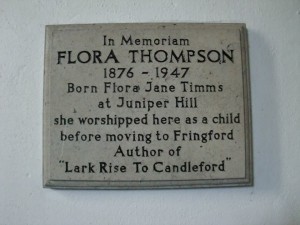 In Memoriam
FLORA THOMPSON
1876 - 1947
Born Flora Jane Timms
at Juniper Hill
she worshipped here as a child
before moving to Fringford
Author of
"Lark Rise To Candleford"